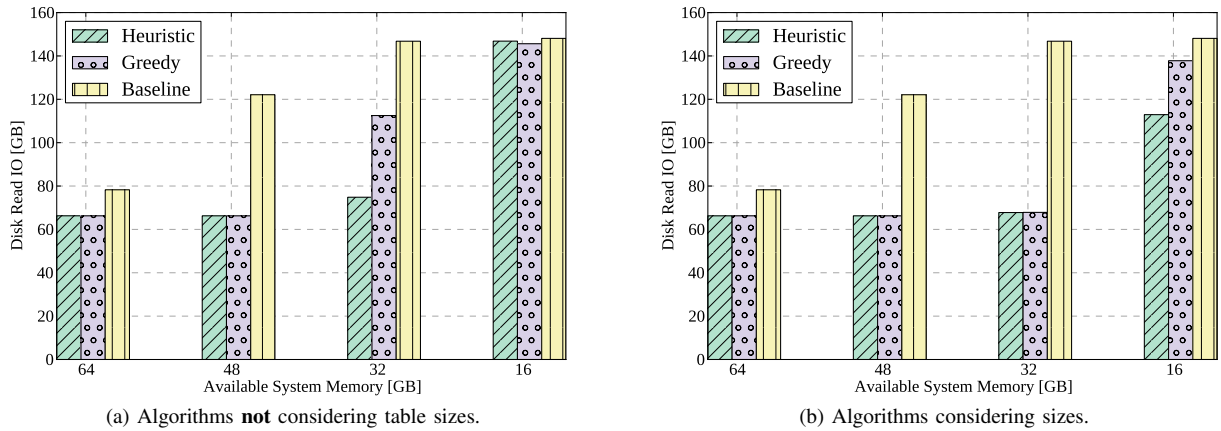 160
140
120
100
80
60
40
20
0
Disk Read IO [GB]
Heuristic
Greedy
Baseline
64 48 32 16
Available System Memory [GB]
(a) Algorithms not considering table sizes.
160
140
120
100
80
60
40
20
0
Disk Read IO [GB]
Heuristic
Greedy
Baseline
64 48 32 16
Available System Memory [GB]
(b) Algorithms considering sizes.